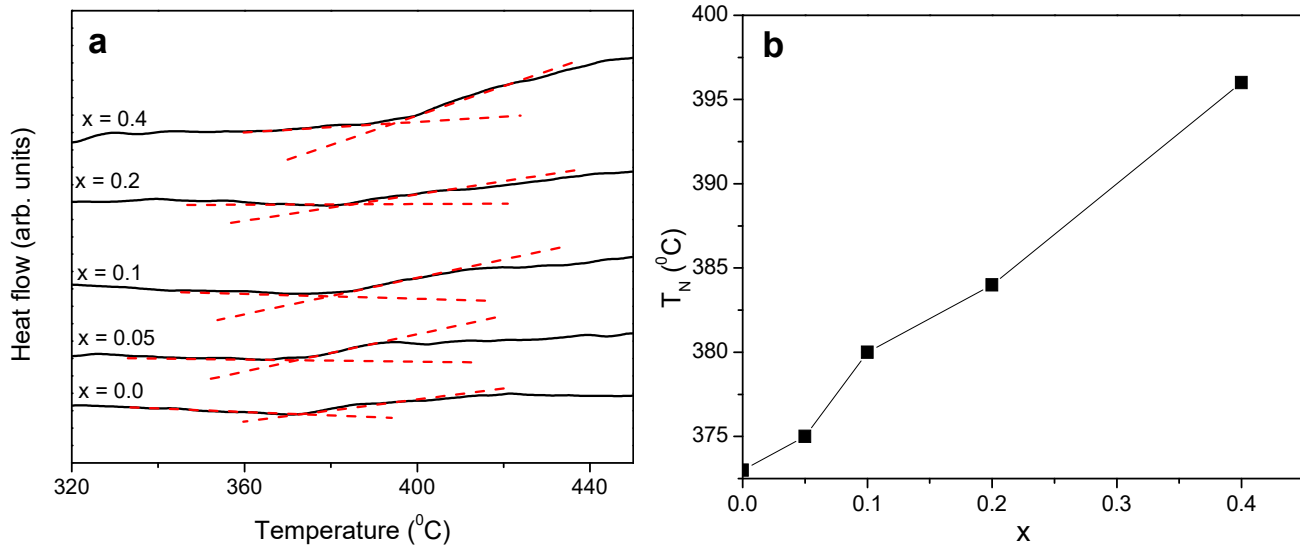 a
x = 0.4
x = 0.2
x = 0.1
x = 0.05
x = 0.0
Heat flow (arb. units)
320 360 400 440
Temperature (⁰C)
b
400
395
390
385
380
375
T_N (⁰C)
0.0 0.1 0.2 0.3 0.4
x